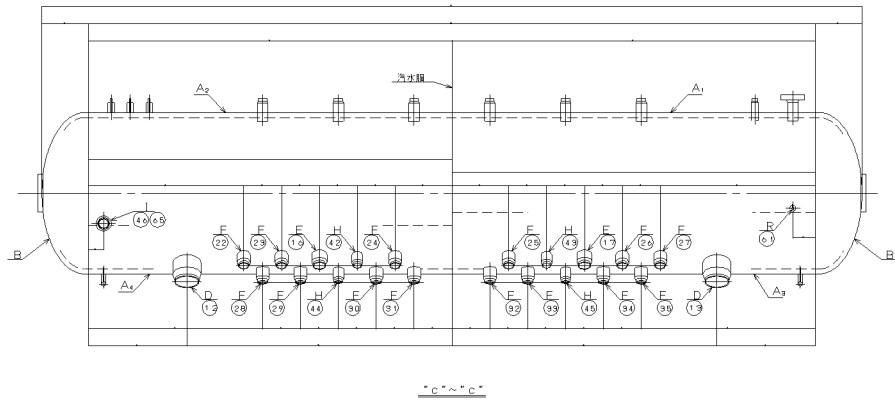 汽水胴
A₂
A₁
I
46 65
F
22
F
23
F
16
H
42
F
24
F
25
H
43
F
17
F
26
F
27
R
61
B
B
A₄
A₃
D
12
F
28
F
29
H
44
F
30
F
31
F
32
F
33
H
45
F
34
F
35
D
13
"C"~"C"